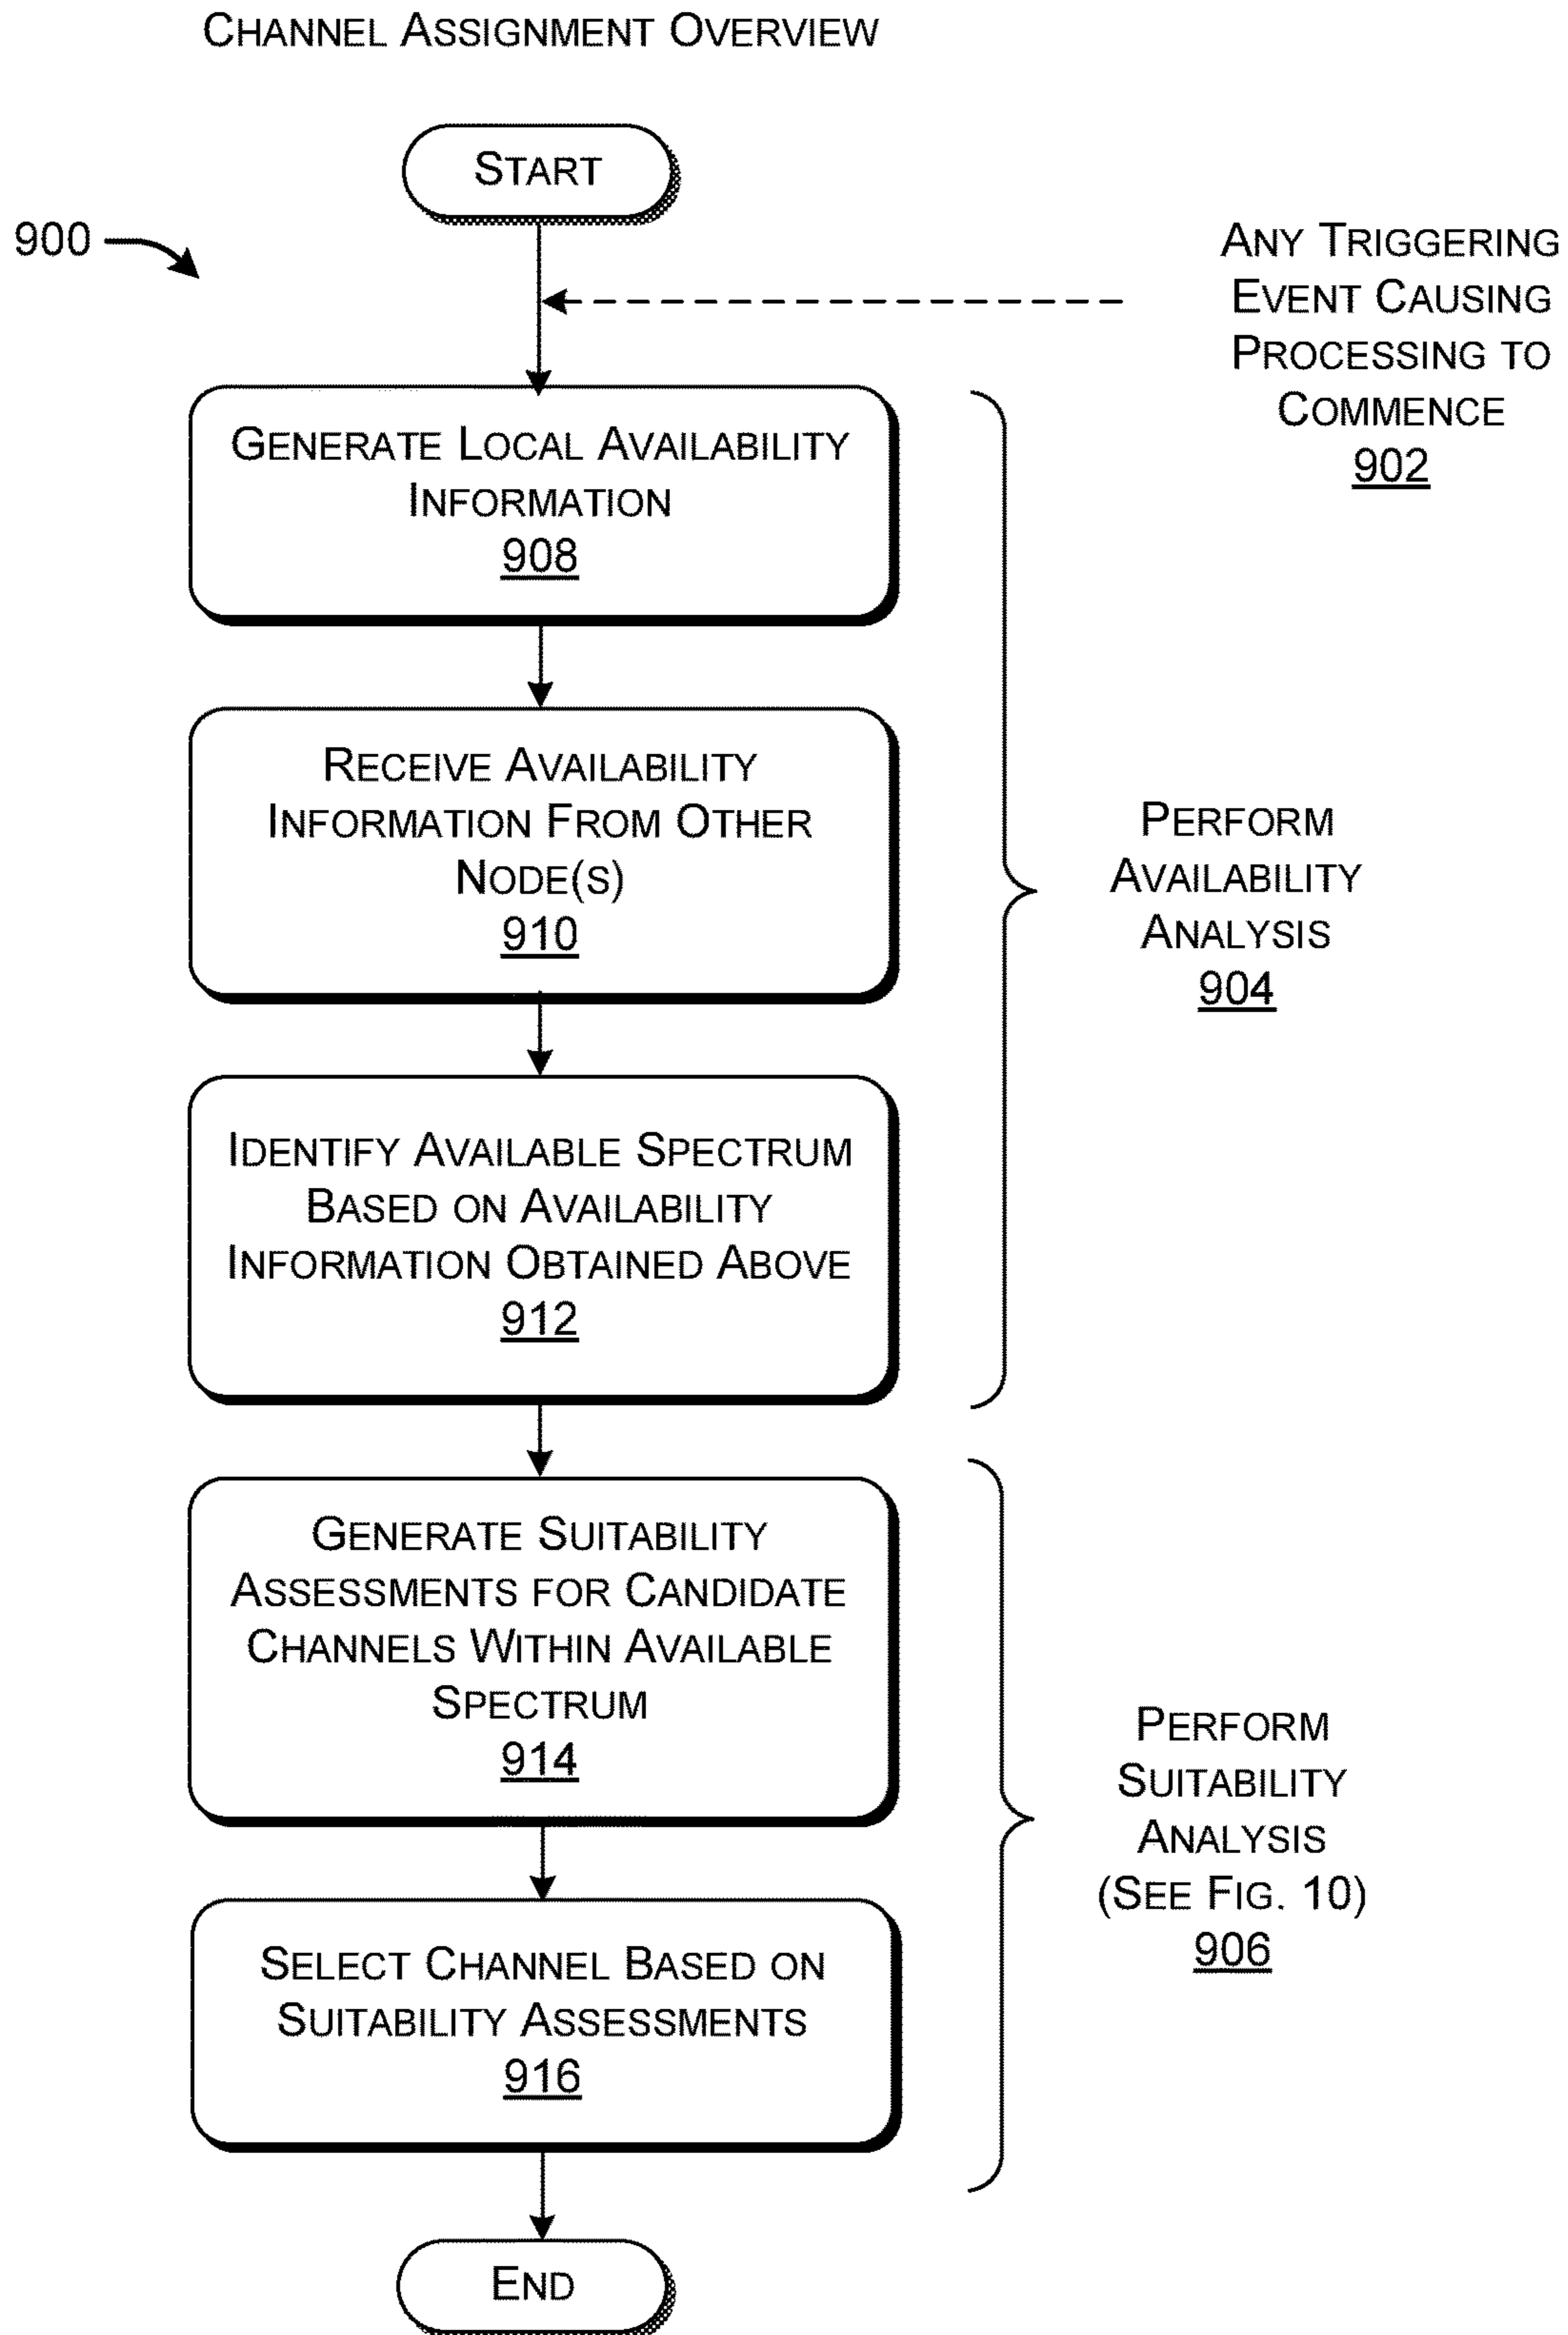 CHANNEL ASSIGNMENT OVERVIEW
START
900
ANY TRIGGERING
EVENT CAUSING
PROCESSING TO
COMMENCE
902
GENERATE LOCAL AVAILABILITY
INFORMATION
908
RECEIVE AVAILABILITY
INFORMATION FROM OTHER
NODE(S)
910
PERFORM
AVAILABILITY
ANALYSIS
904
IDENTIFY AVAILABLE SPECTRUM
BASED ON AVAILABILITY
INFORMATION OBTAINED ABOVE
912
GENERATE SUITABILITY
ASSESSMENTS FOR CANDIDATE
CHANNELS WITHIN AVAILABLE
SPECTRUM
914
PERFORM
SUITABILITY
ANALYSIS
(SEE FIG. 10)
906
SELECT CHANNEL BASED ON
SUITABILITY ASSESSMENTS
916
END